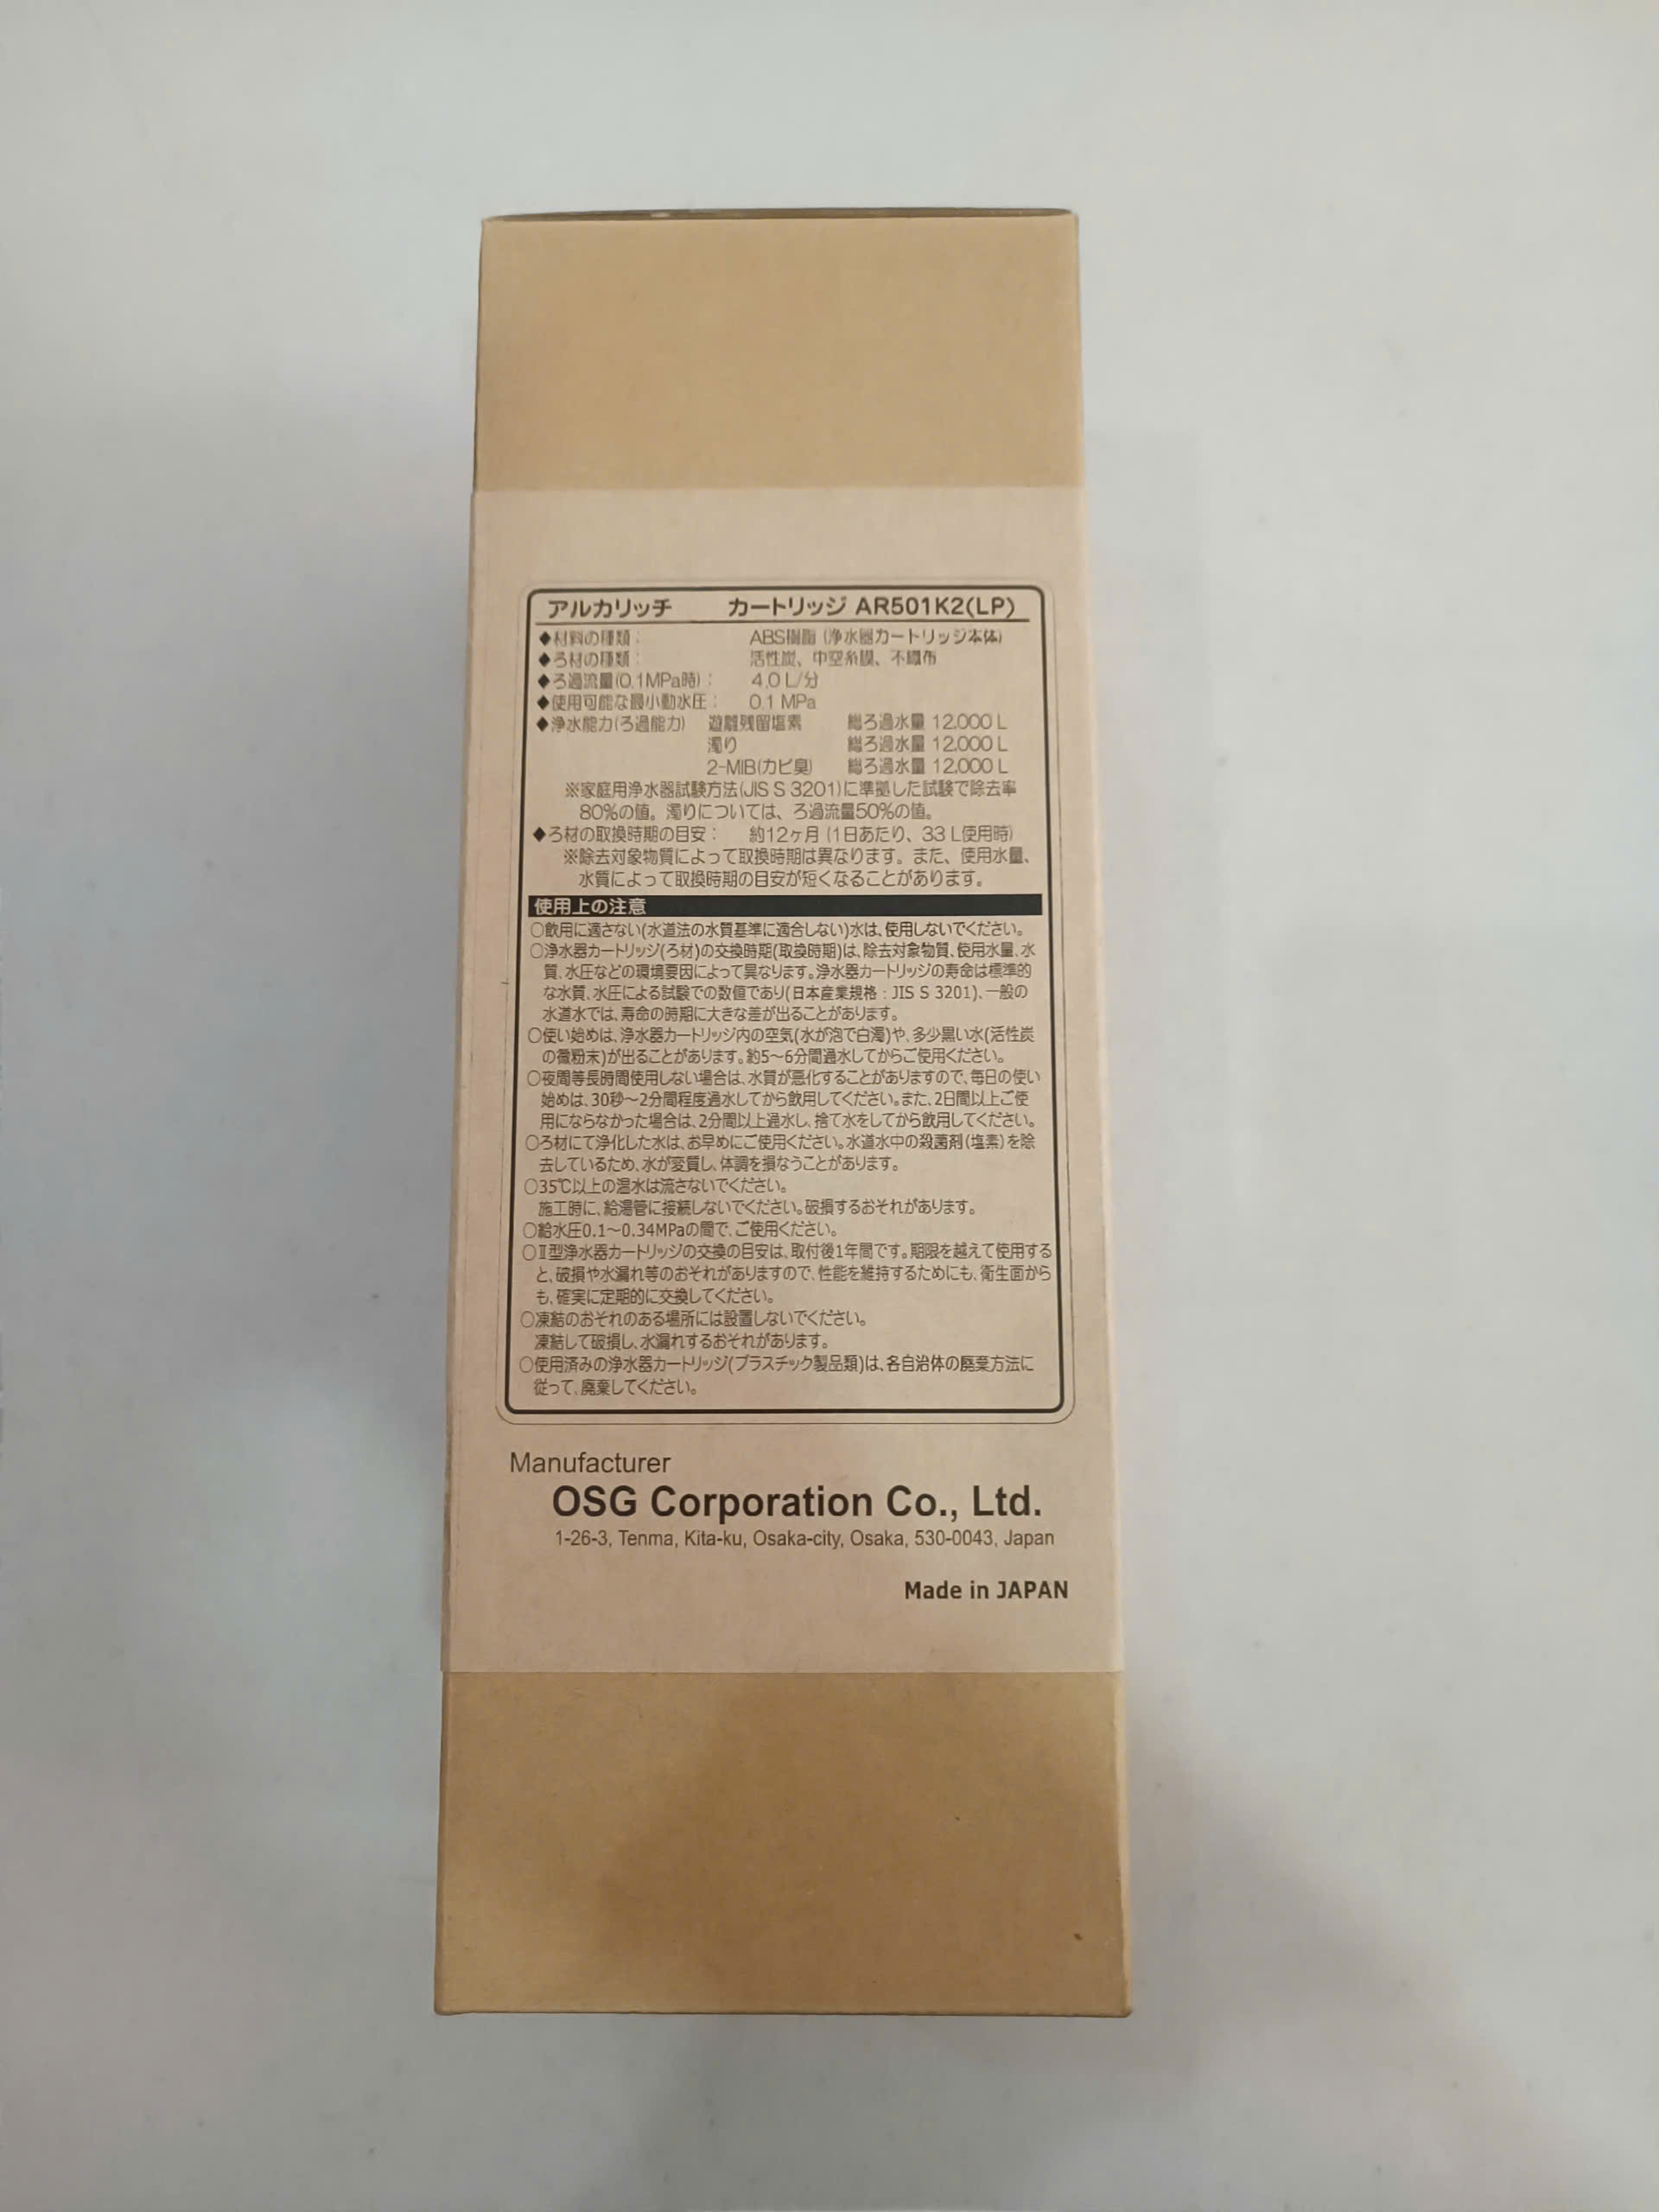 アルカリッチ カートリッジ AR501K2(LP)
◆材料の種類: ABS樹脂 (浄水器カートリッジ本体)
◆ろ材の種類: 活性炭、中空糸膜、不織布
◆ろ過流量(0.1MPa時): 4.0 L/分
◆使用可能な最小動水圧: 0.1 MPa
◆浄水能力(ろ過能力) 遊離残留塩素 総ろ過水量 12,000 L
濁り 総ろ過水量 12,000 L
2-MIB(カビ臭) 総ろ過水量 12,000 L
※家庭用浄水器試験方法(JIS S 3201)に準拠した試験で除去率
80%の値。濁りについては、ろ過流量50%の値。
◆ろ材の取換時期の目安: 約12ヶ月 (1日あたり、33 L使用時)
※除去対象物質によって取換時期は異なります。また、使用水量、
水質によって取換時期の目安が短くなることがあります。
使用上の注意
○飲用に適さない(水道法の水質基準に適合しない)水は、使用しないでください。
○浄水器カートリッジ(ろ材)の交換時期(取換時期)は、除去対象物質、使用水量、水
質、水圧などの環境要因によって異なります。浄水器カートリッジの寿命は標準的
な水質、水圧による試験での数値であり(日本産業規格:JIS S 3201)、一般の
水道水では、寿命の時期に大きな差が出ることがあります。
○使い始めは、浄水器カートリッジ内の空気(水が泡で白濁)や、多少黒い水(活性炭
の微粉末)が出ることがあります。約5~6分間通水してからご使用ください。
○夜間等長時間使用しない場合は、水質が悪化することがありますので、毎日の使い
始めは、30秒~2分間程度通水してから飲用してください。また、2日間以上ご使
用にならなかった場合は、2分間以上通水し、捨て水をしてから飲用してください。
○ろ材にて浄化した水は、お早めにご使用ください。水道水中の殺菌剤(塩素)を除
去しているため、水が変質し、体調を損なうことがあります。
○35℃以上の温水は流さないでください。
施工時に、給湯管に接続しないでください。破損するおそれがあります。
○給水圧0.1~0.34MPaの間で、ご使用ください。
○Ⅱ型浄水器カートリッジの交換の目安は、取付後1年間です。期限を越えて使用する
と、破損や水漏れ等のおそれがありますので、性能を維持するためにも、衛生面から
も、確実に定期的に交換してください。
○凍結のおそれのある場所には設置しないでください。
凍結して破損し、水漏れするおそれがあります。
○使用済みの浄水器カートリッジ(プラスチック製品類)は、各自治体の廃棄方法に
従って、廃棄してください。
Manufacturer
OSG Corporation Co., Ltd.
1-26-3, Tenma, Kita-ku, Osaka-city, Osaka, 530-0043, Japan
Made in JAPAN